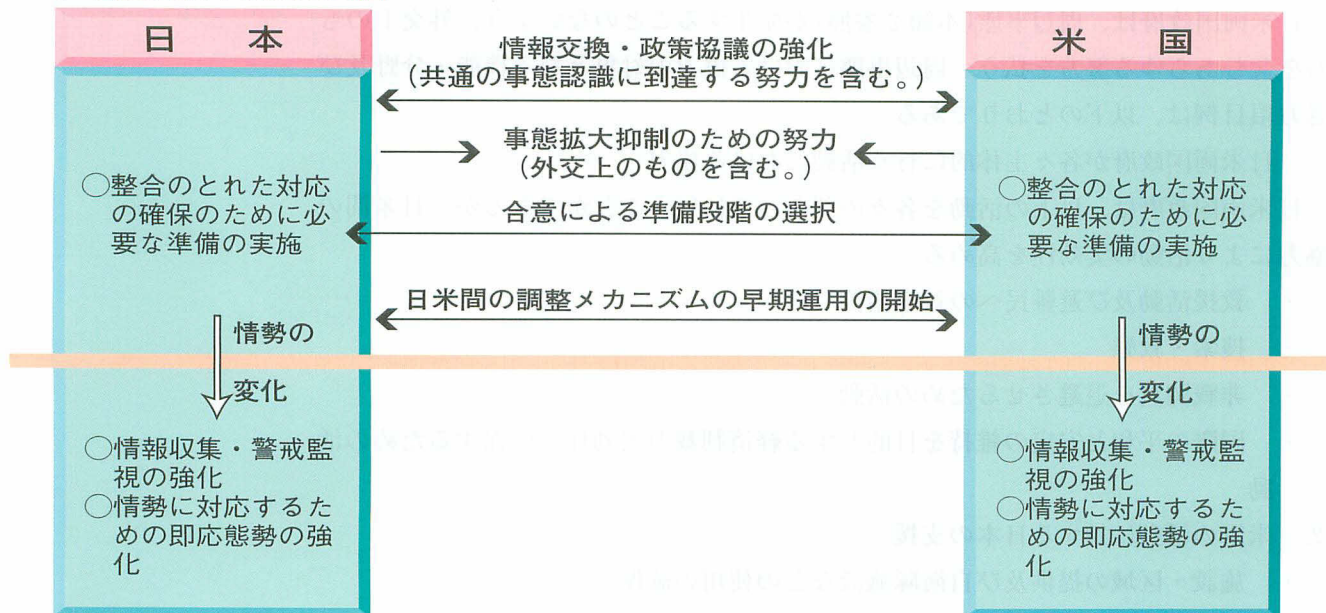 日 本
米 国
情報交換・政策協議の強化
(共通の事態認識に到達する努力を含む。)
事態拡大抑制のための努力
(外交上のものを含む。)
合意による準備段階の選択
日米間の調整メカニズムの早期運用の開始
○整合のとれた対応
の確保のために必
要な準備の実施
情勢の
変化
○情報収集・警戒監
視の強化
○情勢に対応するた
めの即応態勢の強
化
○整合のとれた対応
の確保のために必
要な準備の実施
情勢の
変化
○情報収集・警戒監
視の強化
○情勢に対応するた
めの即応態勢の強
化